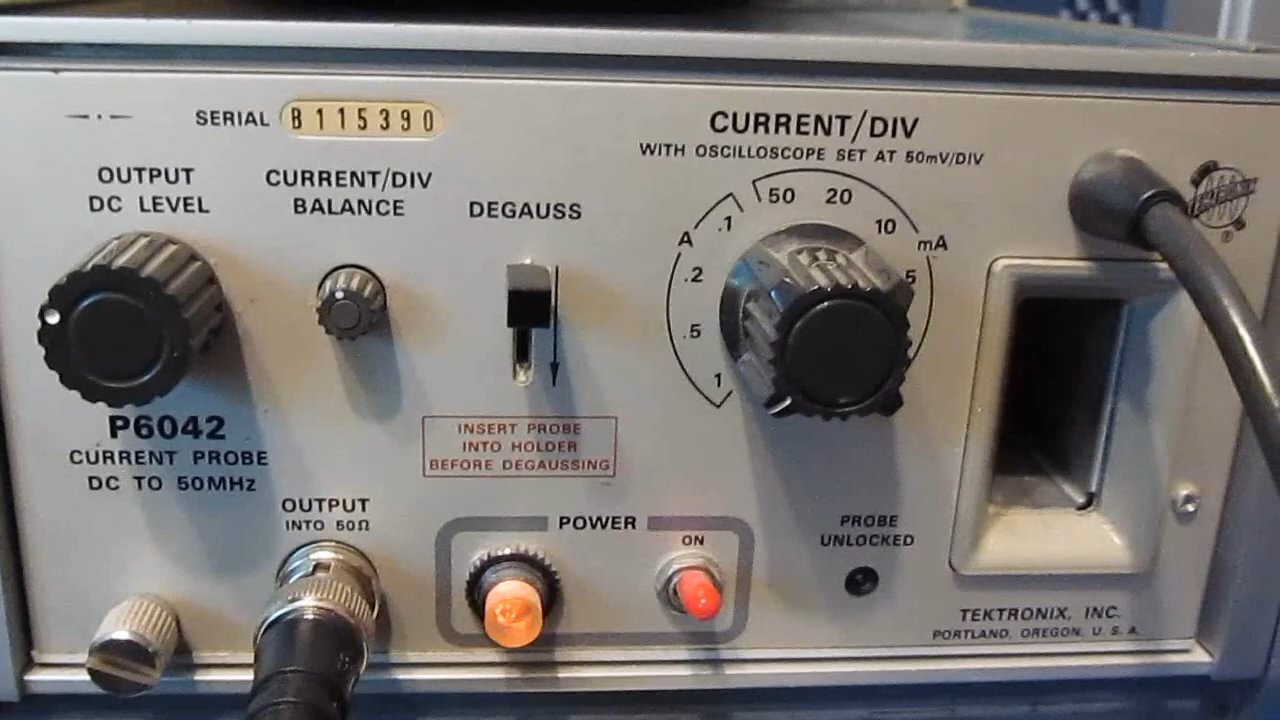 SERIAL B115390
OUTPUT
DC LEVEL
CURRENT/DIV
BALANCE
DEGAUSS
CURRENT/DIV
WITH OSCILLOSCOPE SET AT 50mV/DIV
50 20
.1 10
A mA
.2 5
.5
1
P6042
CURRENT PROBE
DC TO 50MHz
INSERT PROBE
INTO HOLDER
BEFORE DEGAUSSING
OUTPUT
INTO 50Ω
POWER
ON
PROBE
UNLOCKED
TEKTRONIX, INC.
PORTLAND, OREGON, U. S. A.